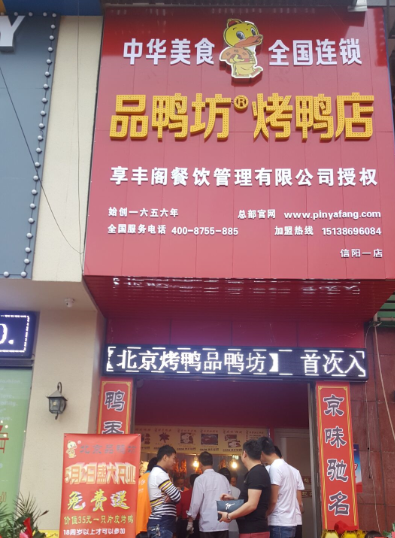 中华美食 全国连锁
品鸭坊® 烤鸭店
享丰阁餐饮管理有限公司授权
始创一六五六年 总部官网 www.pinyafang.com
全国服务电话 400-8755-885 加盟热线 15138696084
信阳一店
【北京烤鸭品鸭坊】 首次入
鸭
京味驰名
免费送